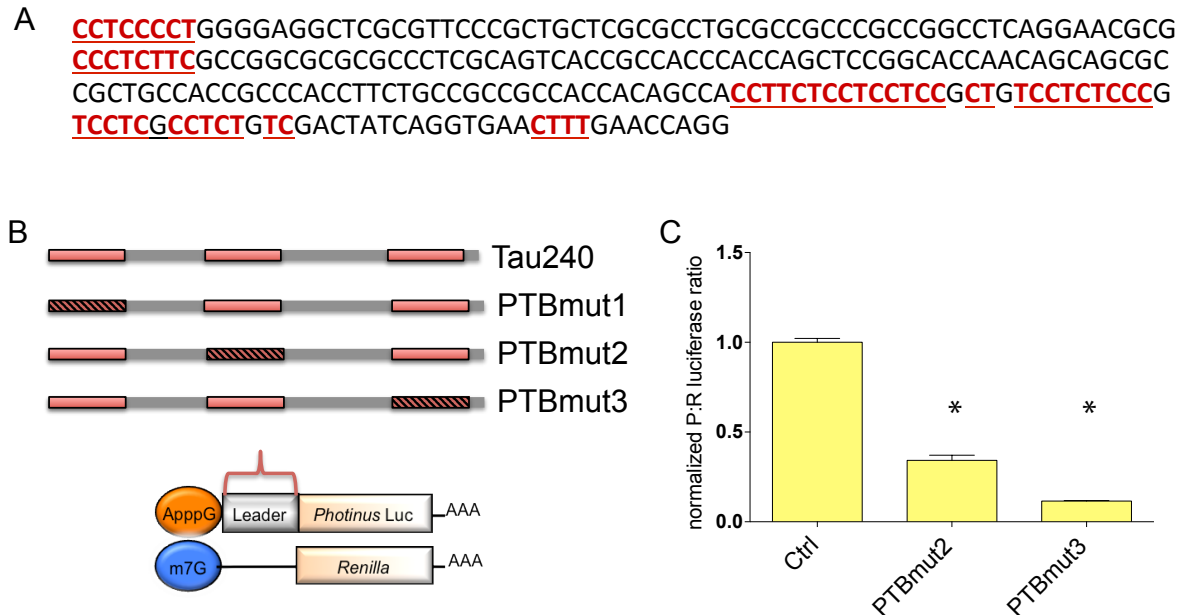 A
CCTCCCCTGGGGAGGCTCGCGTTCCCGCTGCTCGCGCCTGCGCCGCCCGCCGGCCTCAGGAACGCG
CCCTCTTCGCCGGCGCGCGCCCTCGCAGTCACCGCCACCCACCAGCTCCGGCACCAACAGCAGCGC
CGCTGCCACCGCCCACCTTCTGCCGCCGCCACCACAGCCACCTTCTCCTCCTCCGCTGTCCTCTCCCG
TCCTCGCCTCTGTCGACTATCAGGTGAACTTTGAACCAGG
B
Tau240
PTBmut1
PTBmut2
PTBmut3
ApppG Leader Photinus Luc AAA
m7G Renilla AAA
C
normalized P:R luciferase ratio
1.5
1.0
0.5
0.0
* *
Ctrl PTBmut2 PTBmut3